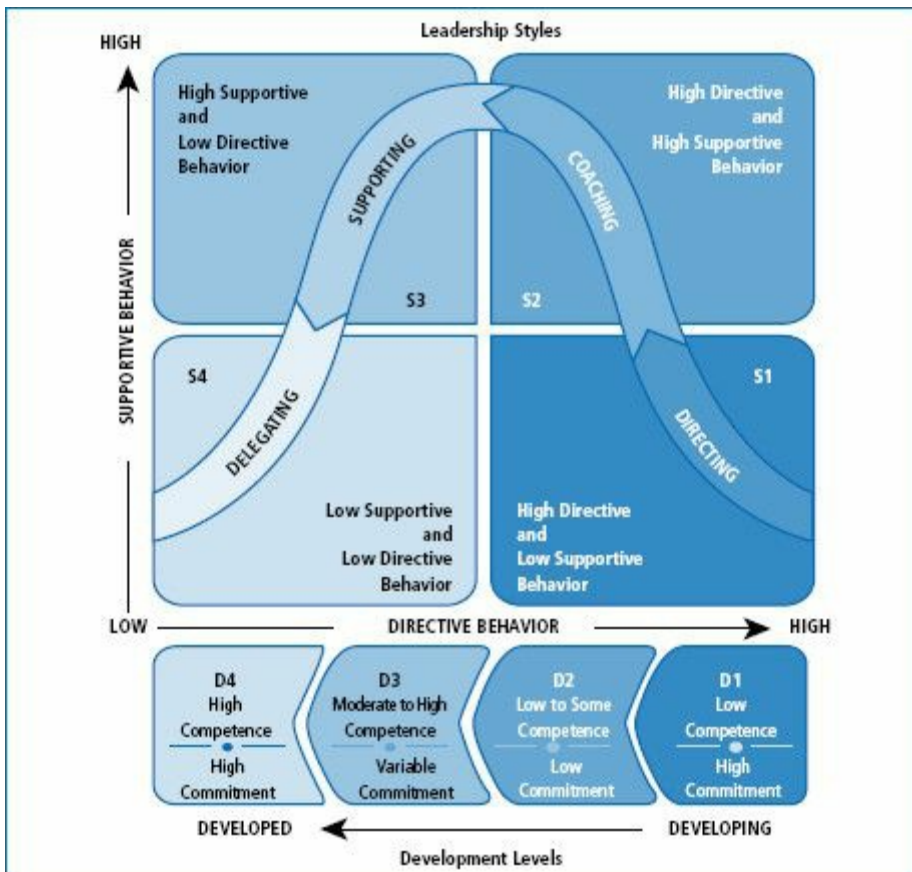 Leadership Styles
HIGH
High Supportive
and
Low Directive
Behavior
High Directive
and
High Supportive
Behavior
SUPPORTING
COACHING
S3
S2
SUPPORTIVE BEHAVIOR
S4
S1
DELEGATING
DIRECTING
Low Supportive
and
Low Directive
Behavior
High Directive
and
Low Supportive
Behavior
LOW
DIRECTIVE BEHAVIOR
HIGH
D4
High
Competence
High
Commitment
D3
Moderate to High
Competence
Variable
Commitment
D2
Low to Some
Competence
Low
Commitment
D1
Low
Competence
High
Commitment
DEVELOPED
DEVELOPING
Development Levels